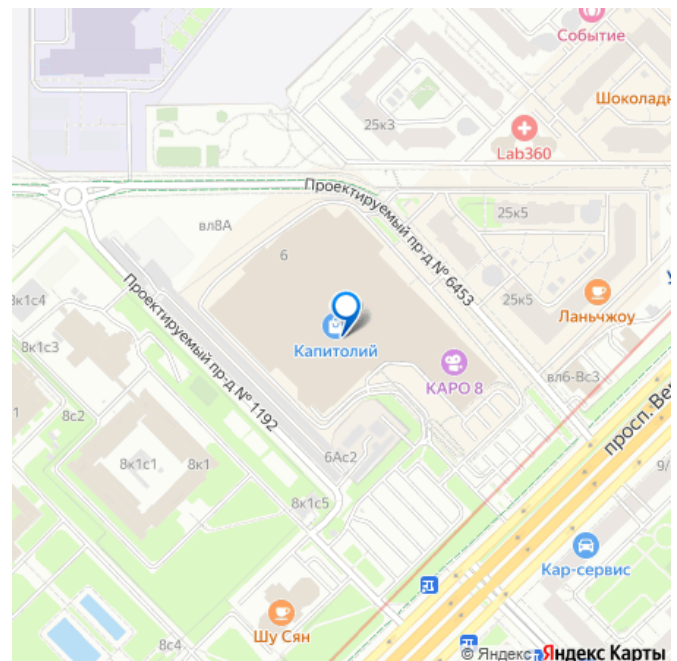 Событие
Шоколадн
25к3
Lab360
Проектируемый пр-д № 6453
25к5
вл8А
6
к1с4
8к1с3
Проектируемый пр-д № 1192
25к5
Ланьчжоу
У
Капитолий
КАРО 8
вл6-Вс3
1
8с2
просп. Ве
8к1с1
8к1
6Ас2
9/
8к1с5
Кар-сервис
Шу Сян
8с4
© Яндекс Яндекс Карты